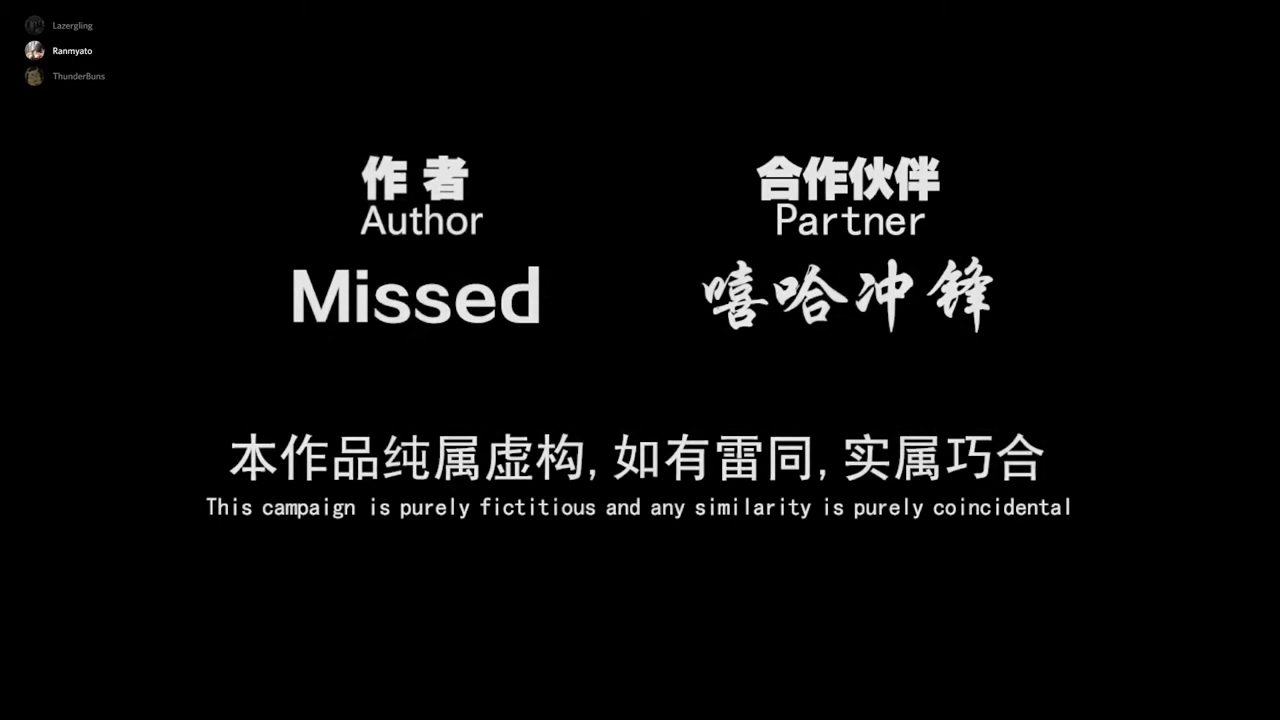 Lazergling
Ranmyato
ThunderBuns
作者
Author
Missed
合作伙伴
Partner
嘻哈冲锋
本作品纯属虚构,如有雷同,实属巧合
This campaign is purely fictitious and any similarity is purely coincidental